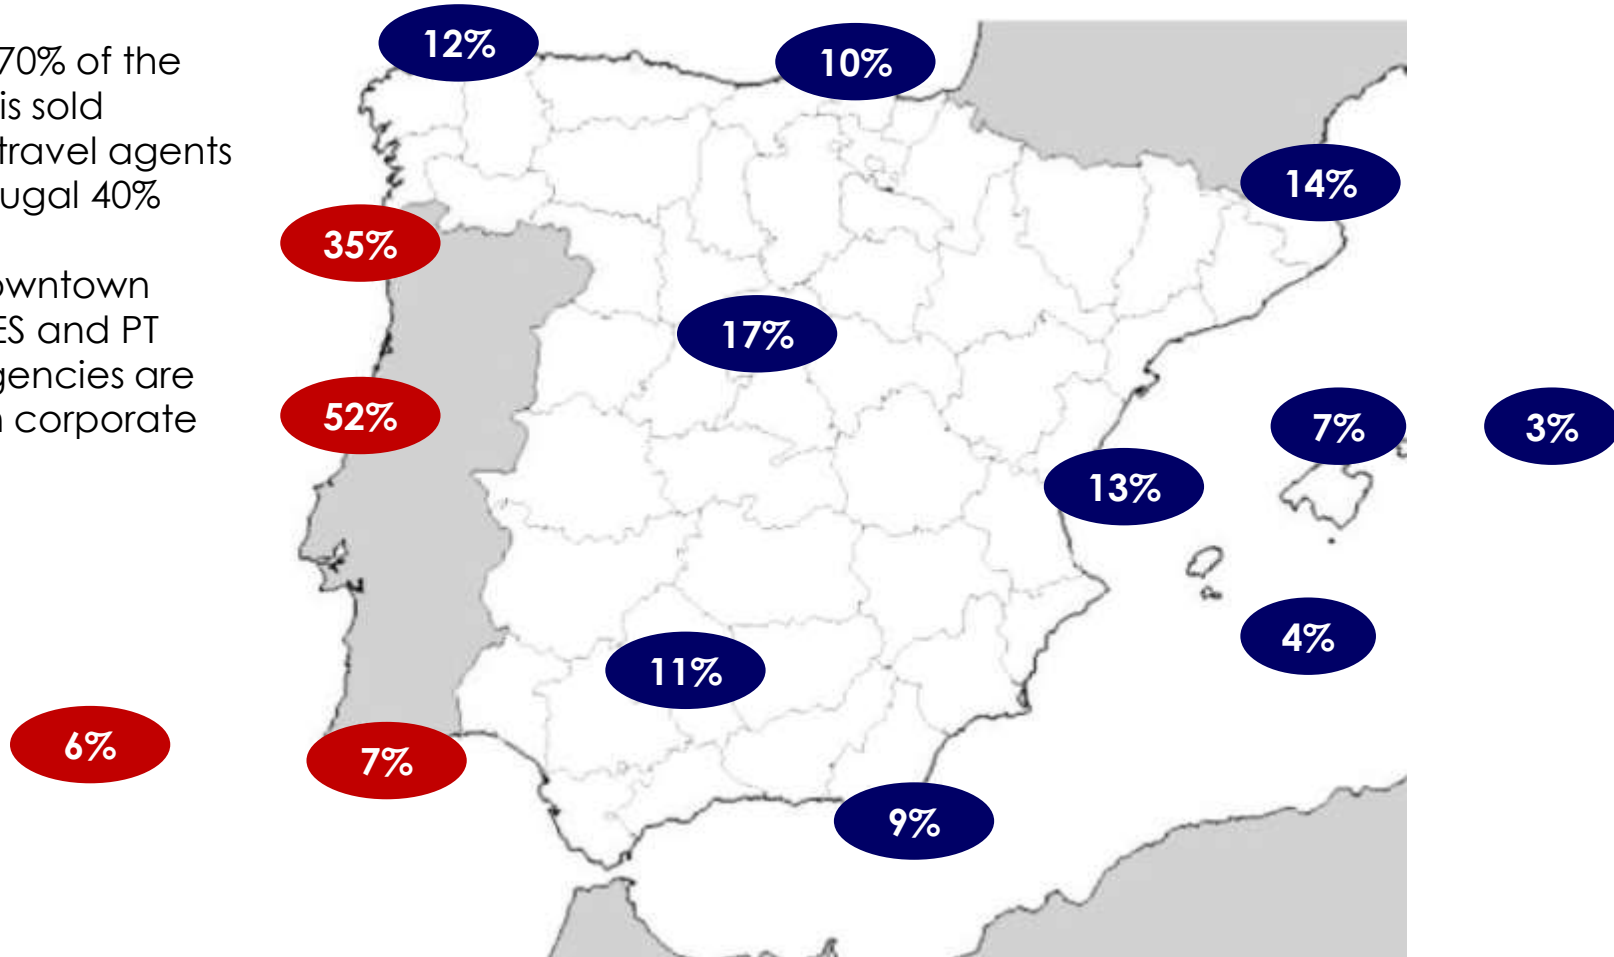 70% of the
is sold
travel agents
ugal 40%
owntown
ES and PT
gencies are
n corporate
12%
10%
14%
35%
17%
52%
7%
3%
13%
4%
11%
6%
7%
9%